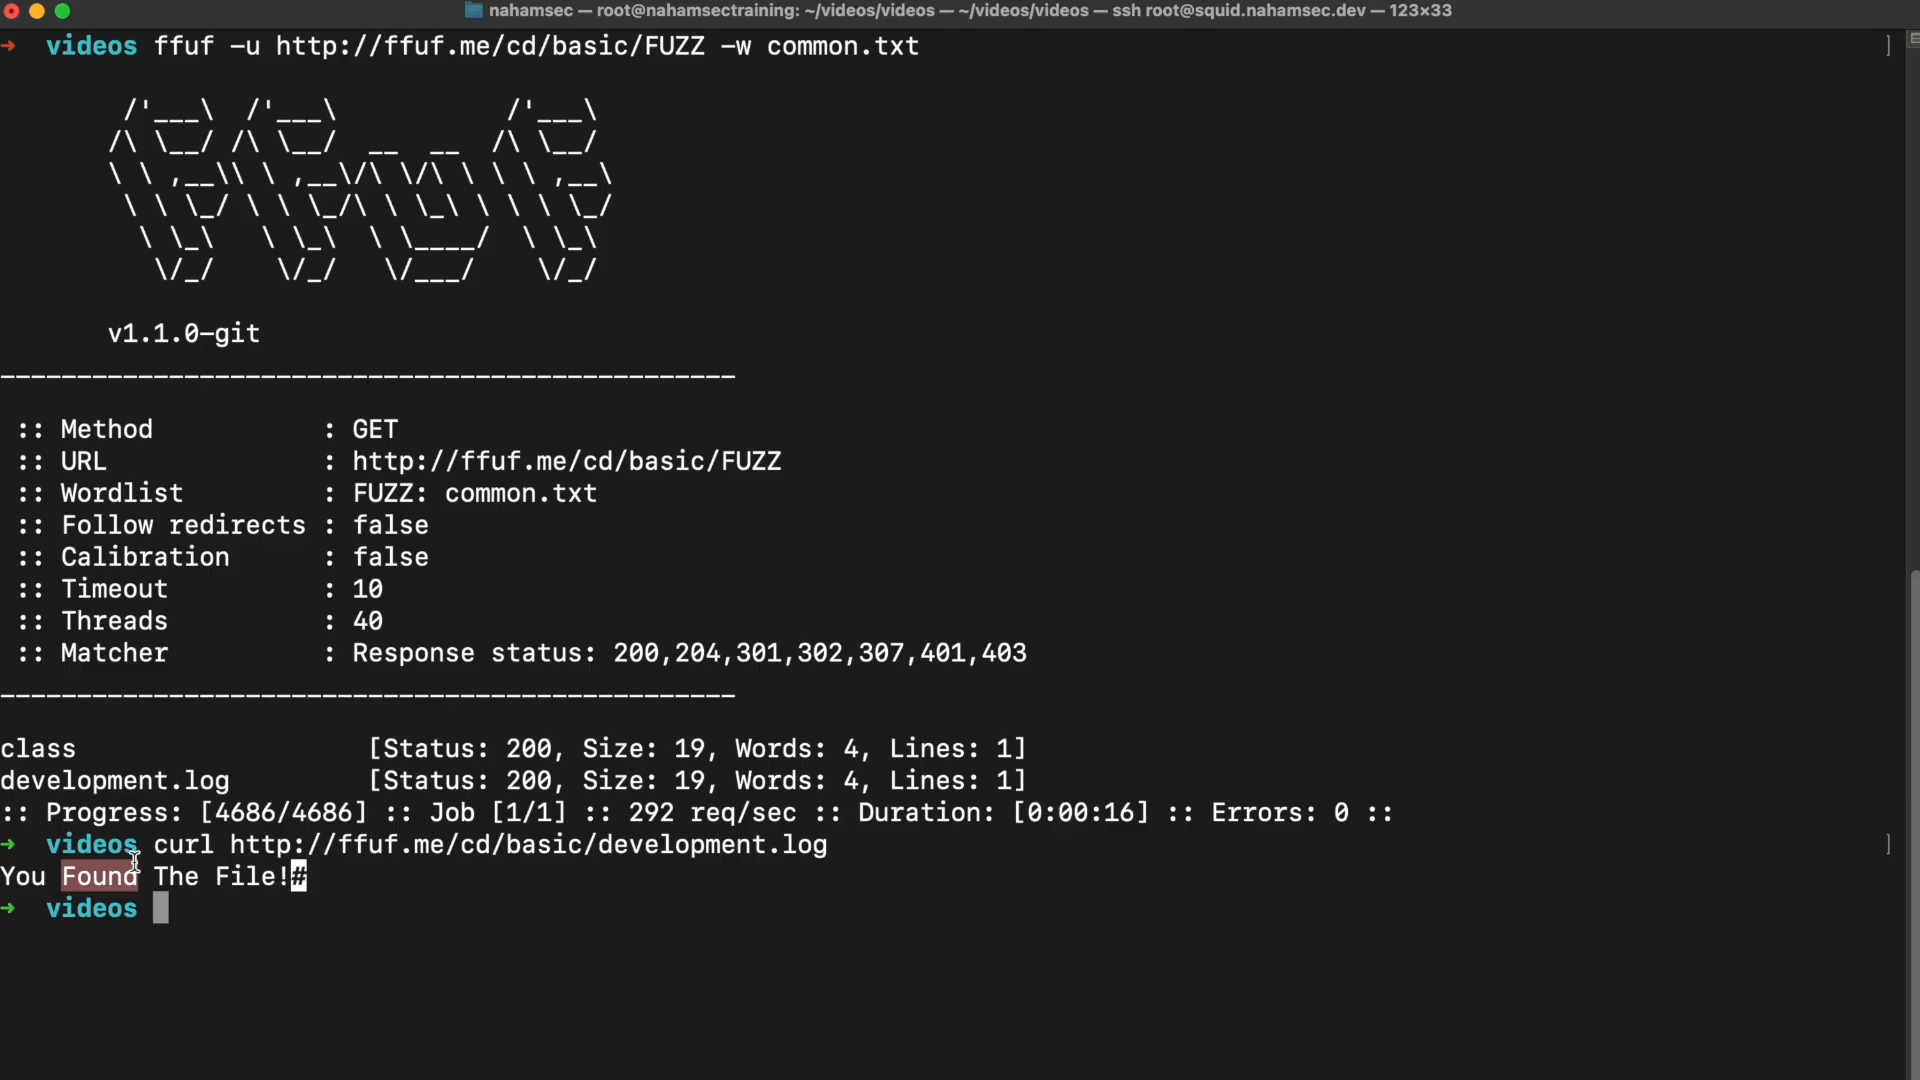 nahamsec — root@nahamsectraining: ~/videos/videos — ~/videos/videos — ssh root@squid.nahamsec.dev — 123×33
➜  videos ffuf -u http://ffuf.me/cd/basic/FUZZ -w common.txt ]
        /'___\  /'___\           /'___\
       /\ \__/ /\ \__/  __  __  /\ \__/
       \ \ ,__\\ \ ,__\/\ \/\ \ \ \ ,__\
        \ \ \_/ \ \ \_/\ \ \_\ \ \ \ \_/
         \ \_\   \ \_\  \ \____/  \ \_\
          \/_/    \/_/   \/___/    \/_/
v1.1.0-git
________________________________________________
:: Method           : GET
:: URL              : http://ffuf.me/cd/basic/FUZZ
:: Wordlist         : FUZZ: common.txt
:: Follow redirects : false
:: Calibration      : false
:: Timeout          : 10
:: Threads          : 40
:: Matcher          : Response status: 200,204,301,302,307,401,403
________________________________________________
class                   [Status: 200, Size: 19, Words: 4, Lines: 1]
development.log         [Status: 200, Size: 19, Words: 4, Lines: 1]
:: Progress: [4686/4686] :: Job [1/1] :: 292 req/sec :: Duration: [0:00:16] :: Errors: 0 ::
➜  videos curl http://ffuf.me/cd/basic/development.log ]
You Found The File!#
➜  videos